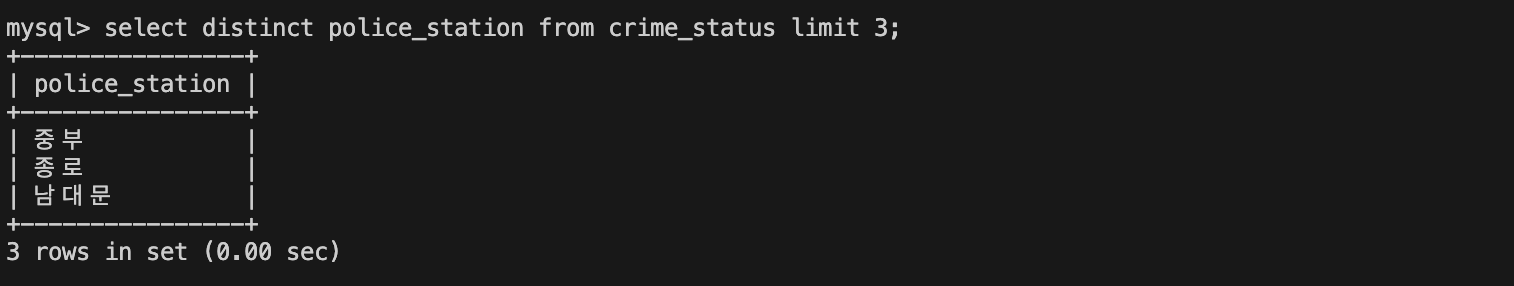 mysql> select distinct police_station from crime_status limit 3;
+----------------+
| police_station |
+----------------+
| 중부 |
| 종로 |
| 남대문 |
+----------------+
3 rows in set (0.00 sec)